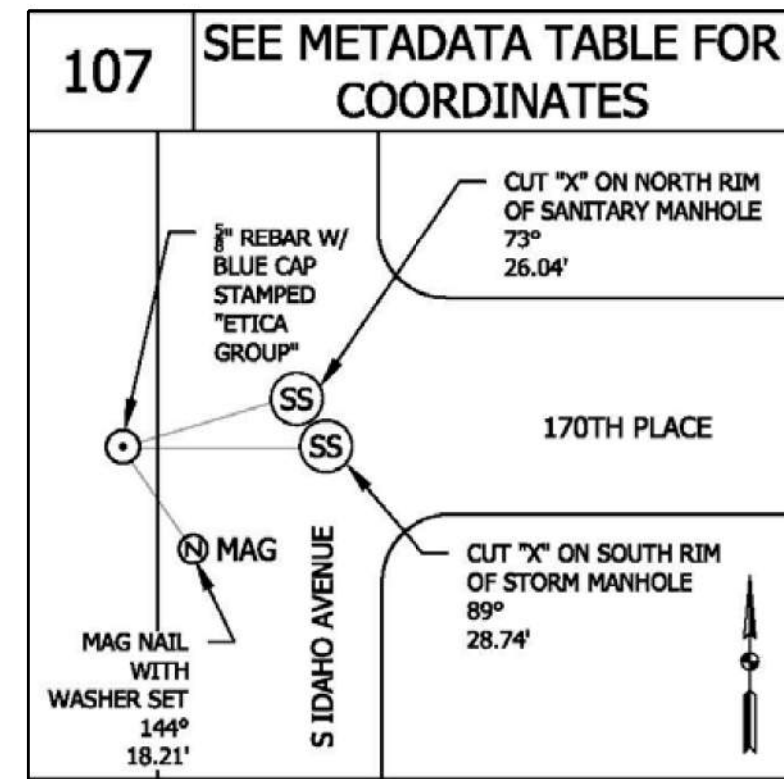 107
SEE METADATA TABLE FOR
COORDINATES
CUT "X" ON NORTH RIM
OF SANITARY MANHOLE
73°
26.04'
5/8" REBAR W/
BLUE CAP
STAMPED
"ETICA
GROUP"
SS
SS
170TH PLACE
N MAG
S IDAHO AVENUE
CUT "X" ON SOUTH RIM
OF STORM MANHOLE
89°
28.74'
MAG NAIL
WITH
WASHER SET
144°
18.21'